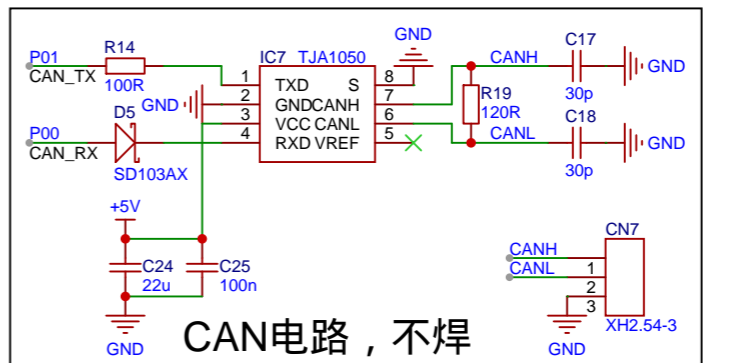 GND
R14
IC7 TJA1050
C17
P01
CANH
CAN_TX
100R
1
TXD
S
8
GND
D5
GND
2
GNDCANH
7
R19
30p
3
VCC CANL
6
120R
C18
P00
4
RXD VREF
5
CANL
GND
CAN_RX
SD103AX
30p
+5V
CN7
CANH
C24
C25
CANL
1
22u
100n
2
3
XH2.54-3
CAN电路，不焊
GND
GND